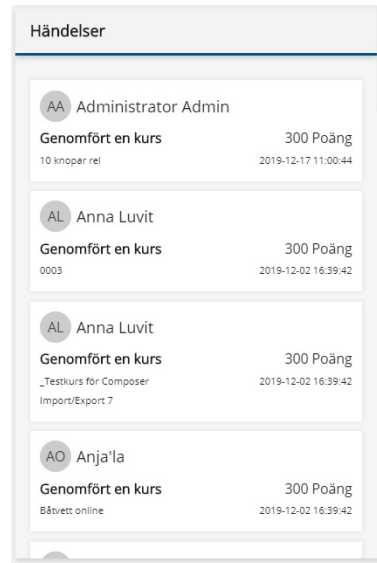 Händelser
AA Administrator Admin
Genomfört en kurs 300 Poäng
10 knopar rel 2019-12-17 11:00:44
AL Anna Luvit
Genomfört en kurs 300 Poäng
0003 2019-12-02 16:39:42
AL Anna Luvit
Genomfört en kurs 300 Poäng
_Testkurs för Composer 2019-12-02 16:39:42
Import/Export 7
AO Anja'la
Genomfört en kurs 300 Poäng
Båtvett online 2019-12-02 16:39:42